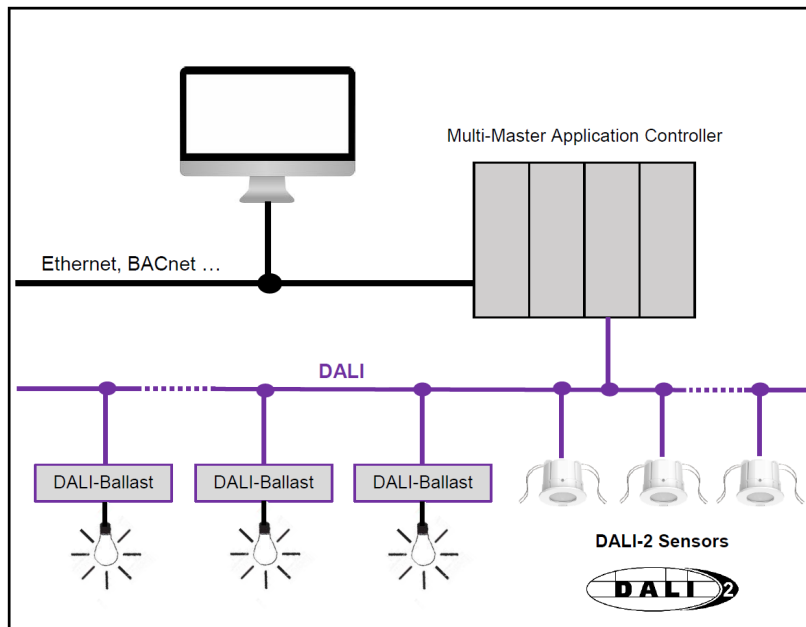 Multi-Master Application Controller
Ethernet, BACnet ...
DALI
DALI-Ballast
DALI-Ballast
DALI-Ballast
DALI-2 Sensors
DALI 2